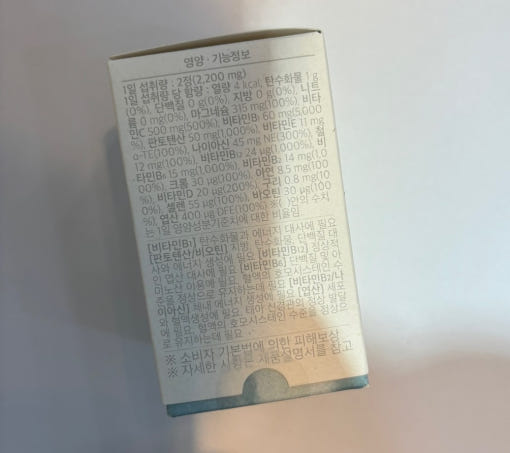 영양·기능정보
1일 섭취량 : 2정(2,200 mg)
1일 섭취량 당 함량 : 열량 4 kcal, 탄수화물 1 g
(0%), 단백질 0 g(0%), 지방 0 g(0%), 나트
륨 0 mg(0%), 마그네슘 315 mg(100%), 비타
민C 500 mg(500%), 비타민B₁ 60 mg(5,000
%), 판토텐산 50 mg(1,000%), 비타민E 11 mg
α-TE(100%), 나이아신 45 mg NE(300%), 철
12 mg(100%), 비타민B₁₂ 24 μg(1,000%), 비
타민B₆ 15 mg(1,000%), 비타민B₂ 14 mg(1,0
00%), 크롬 30 μg(100%), 아연 8.5 mg(100
%), 비타민D 20 μg(200%), 구리 0.8 mg(10
0%), 셀렌 55 μg(100%), 비오틴 30 μg(100
%), 엽산 400 μg DFE(100%) ※( )안의 수치
는 1일 영양성분기준치에 대한 비율임
[비타민B₁] 탄수화물과 에너지 대사에 필요
[판토텐산/비오틴] 지방, 탄수화물, 단백질 대
사와 에너지 생성에 필요 [비타민B₁₂] 정상적
인 엽산 대사에 필요 [비타민B₆] 단백질 및 아
미노산 이용에 필요, 혈액의 호모시스테인 수
준을 정상으로 유지하는데 필요 [비타민B₂/나
이아신] 체내 에너지 생성에 필요 [엽산] 세포
와 혈액생성에 필요, 태아 신경관의 정상 발달
에 필요, 혈액의 호모시스테인 수준을 정상으
로 유지하는데 필요
※ 소비자 기본법에 의한 피해보상
※ 자세한 사항은 제품설명서를 참고